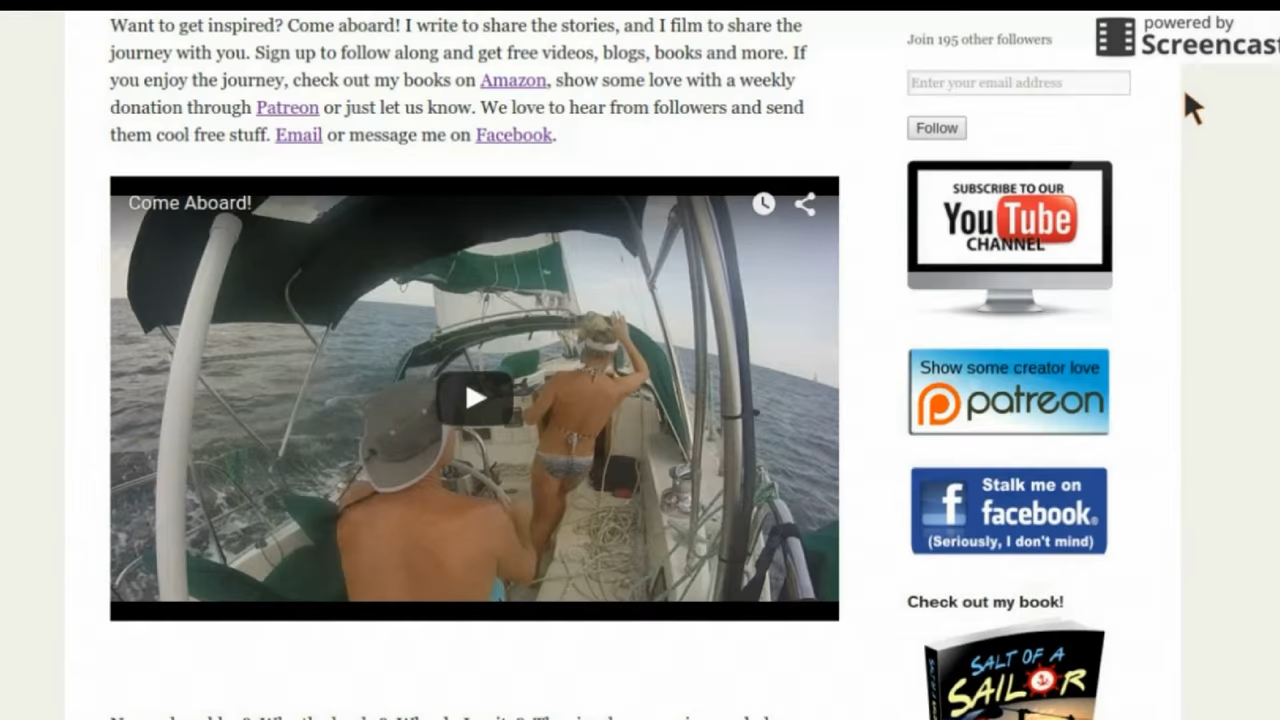 Want to get inspired? Come aboard! I write to share the stories, and I film to share the
journey with you. Sign up to follow along and get free videos, blogs, books and more. If
you enjoy the journey, check out my books on Amazon, show some love with a weekly
donation through Patreon or just let us know. We love to hear from followers and send
them cool free stuff. Email or message me on Facebook.
Come Aboard!
powered by
Screencast
Join 195 other followers
Enter your email address
Follow
SUBSCRIBE TO OUR
YouTube
CHANNEL
Show some creator love
patreon
Stalk me on
facebook.
(Seriously, I don't mind)
Check out my book!
SALT OF A
SAILOR